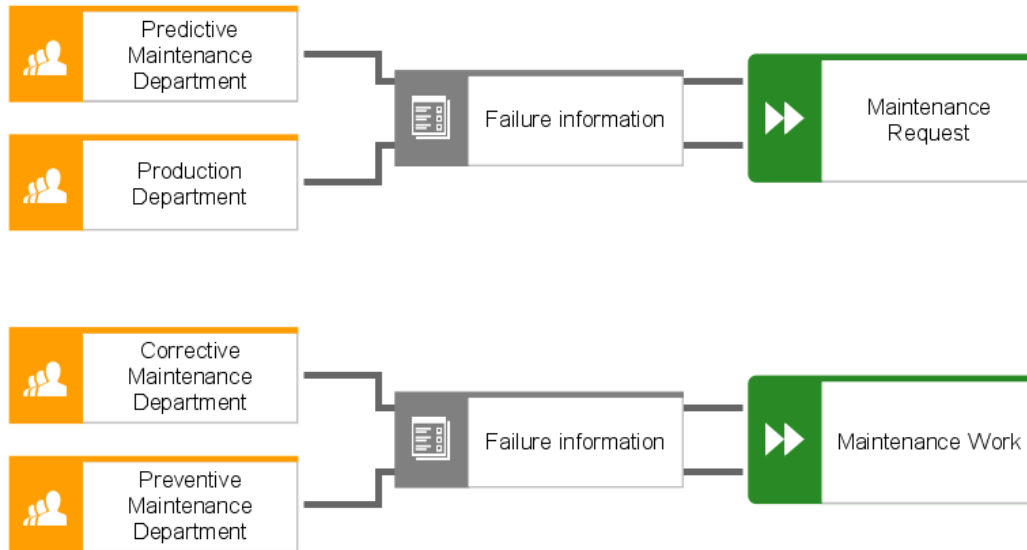 Predictive
Maintenance
Department
Failure information
Maintenance
Request
Production
Department
Corrective
Maintenance
Department
Failure information
Maintenance Work
Preventive
Maintenance
Department